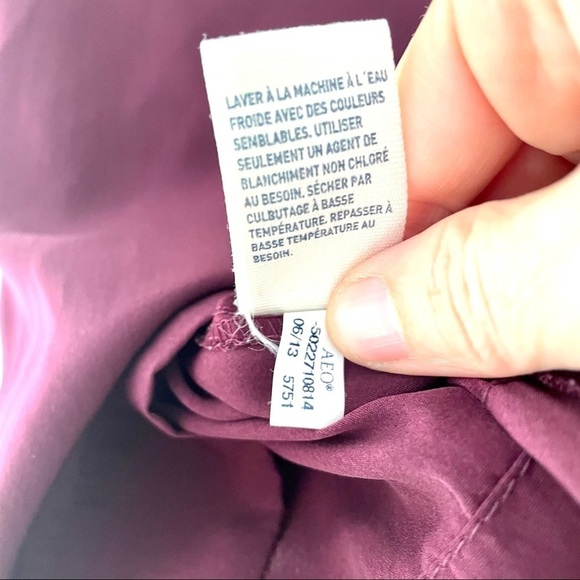 LAVER À LA MACHINE À L'EAU
FROIDE AVEC DES COULEURS
SEMBLABLES. UTILISER
SEULEMENT UN AGENT DE
BLANCHIMENT NON CHLORÉ
AU BESOIN. SÉCHER PAR
CULBUTAGE À BASSE
TEMPÉRATURE. REPASSER À
BASSE TEMPÉRATURE AU
BESOIN.
AEO®
-5022710814
06/13 5751